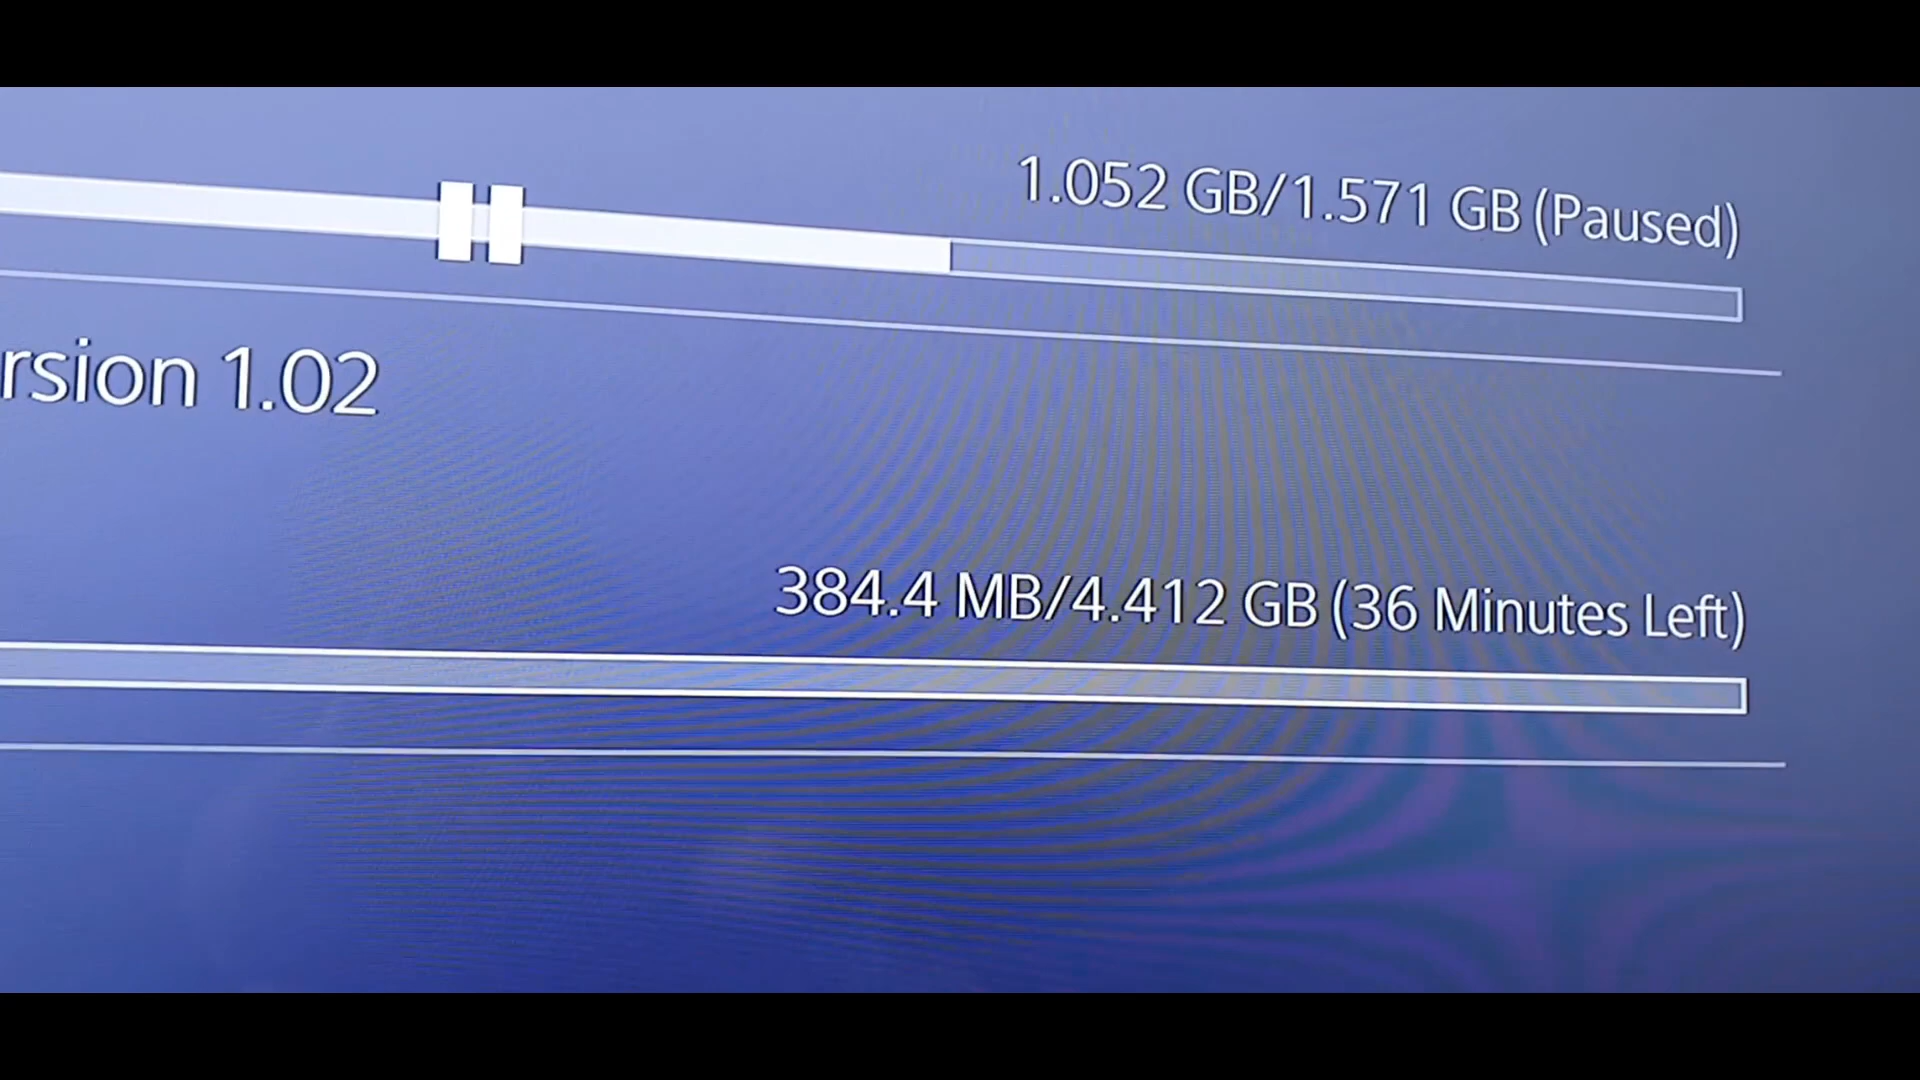 1.052 GB/1.571 GB (Paused)
rsion 1.02
384.4 MB/4.412 GB (36 Minutes Left)